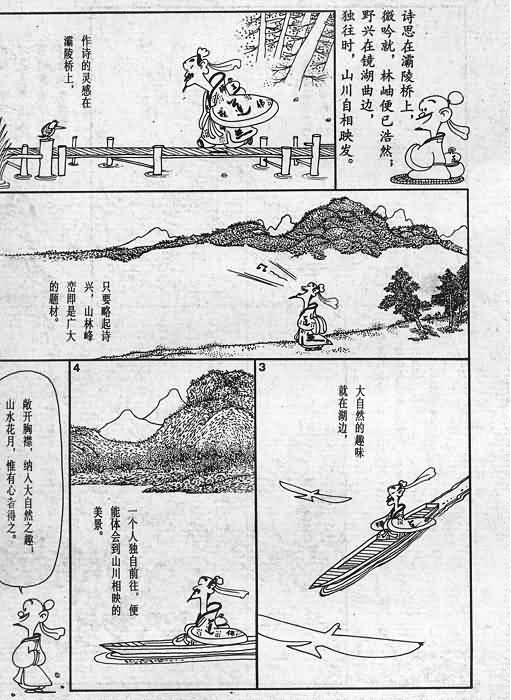 诗思在灞陵桥上，
微吟就，林岫便已浩然；
野兴在镜湖曲边，
独往时，山川自相映发。
作诗的灵感在
灞陵桥上，
只要略起诗
兴，山林峰
峦即是广大
的题材。
3
大自然的趣味
就在湖边，
4
一个人独自前往，便
能体会到山川相映的
美景。
敞开胸襟，纳入大自然之趣；
山水花月，惟有心者得之。